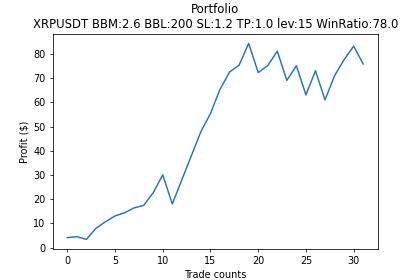 Portfolio
XRPUSDT BBM:2.6 BBL:200 SL:1.2 TP:1.0 lev:15 WinRatio:78.0
80
70
60
50
40
30
20
10
0
Profit ($)
0 5 10 15 20 25 30
Trade counts